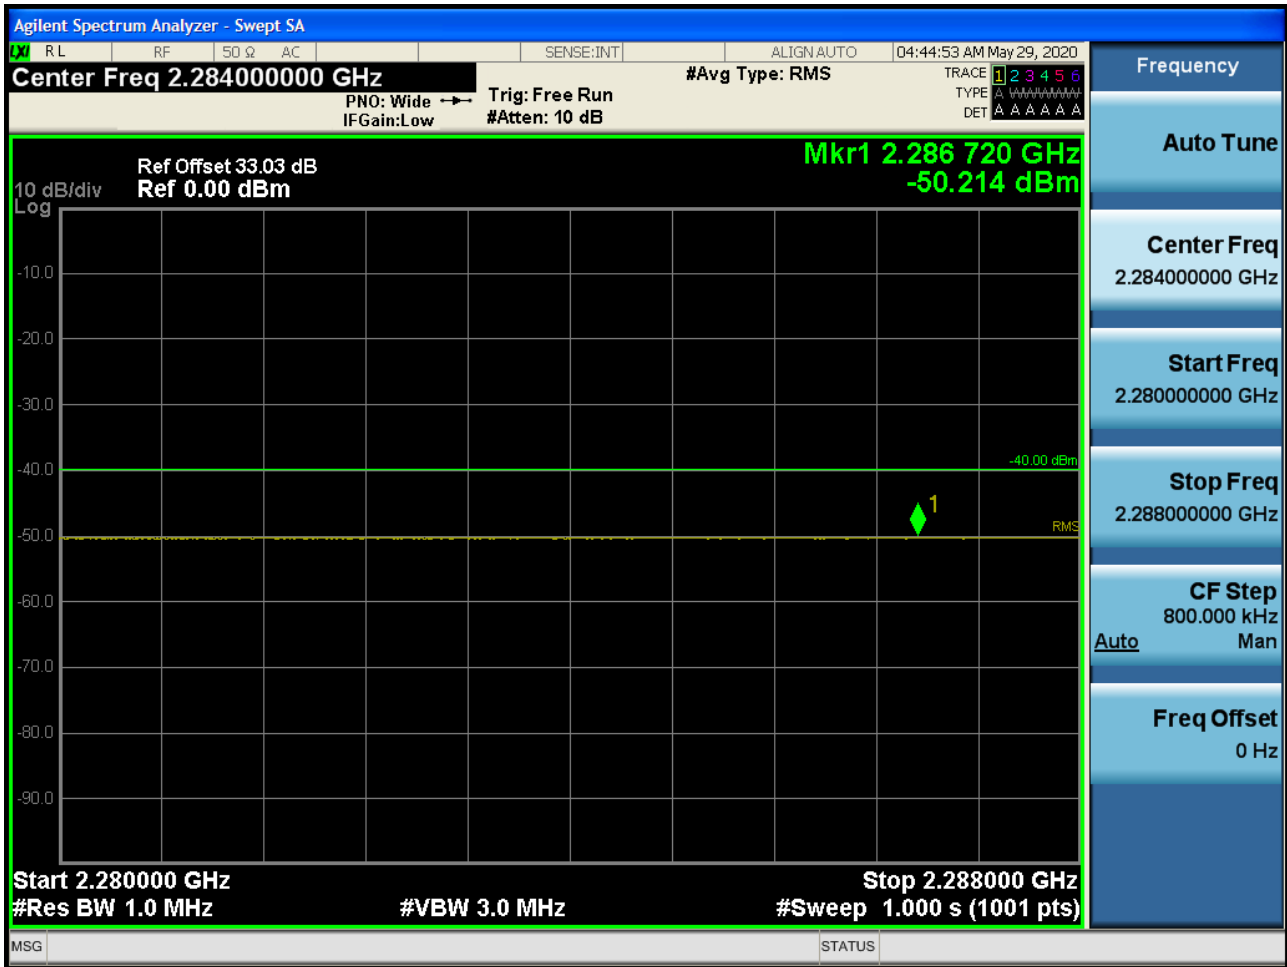 Agilent Spectrum Analyzer - Swept SA
LXI RL RF 50 Ω AC SENSE:INT ALIGN AUTO 04:44:53 AM May 29, 2020
Center Freq 2.284000000 GHz
PNO: Wide
IFGain:Low
Trig: Free Run
#Atten: 10 dB
#Avg Type: RMS
TRACE 1 2 3 4 5 6
TYPE A WWWWW
DET A A A A A A
Mkr1 2.286 720 GHz
-50.214 dBm
Ref Offset 33.03 dB
10 dB/div Ref 0.00 dBm
Log
-10.0
-20.0
-30.0
-40.0
-40.00 dBm
1
RMS
-50.0
-60.0
-70.0
-80.0
-90.0
Start 2.280000 GHz Stop 2.288000 GHz
#Res BW 1.0 MHz #VBW 3.0 MHz #Sweep 1.000 s (1001 pts)
MSG STATUS
Frequency
Auto Tune
Center Freq
2.284000000 GHz
Start Freq
2.280000000 GHz
Stop Freq
2.288000000 GHz
CF Step
800.000 kHz
Auto Man
Freq Offset
0 Hz